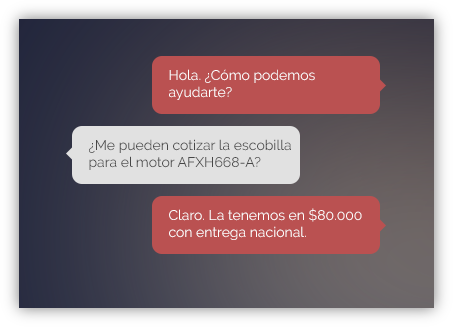 Hola. ¿Cómo podemos
ayudarte?
¿Me pueden cotizar la escobilla
para el motor AFXH668-A?
Claro. La tenemos en $80.000
con entrega nacional.